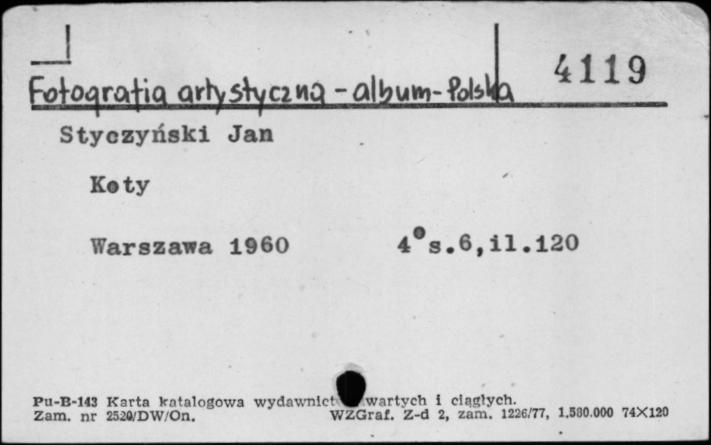 4119
Fotografia artystyczna - album - Polska
Styczyński Jan
Koty
Warszawa 1960 4° s.6,il.120
Pu-B-143 Karta katalogowa wydawnict wartych i ciągłych.
Zam. nr 2520/DW/On. WZGraf. Z-d 2, zam. 1226/77, 1,580.000 74X120